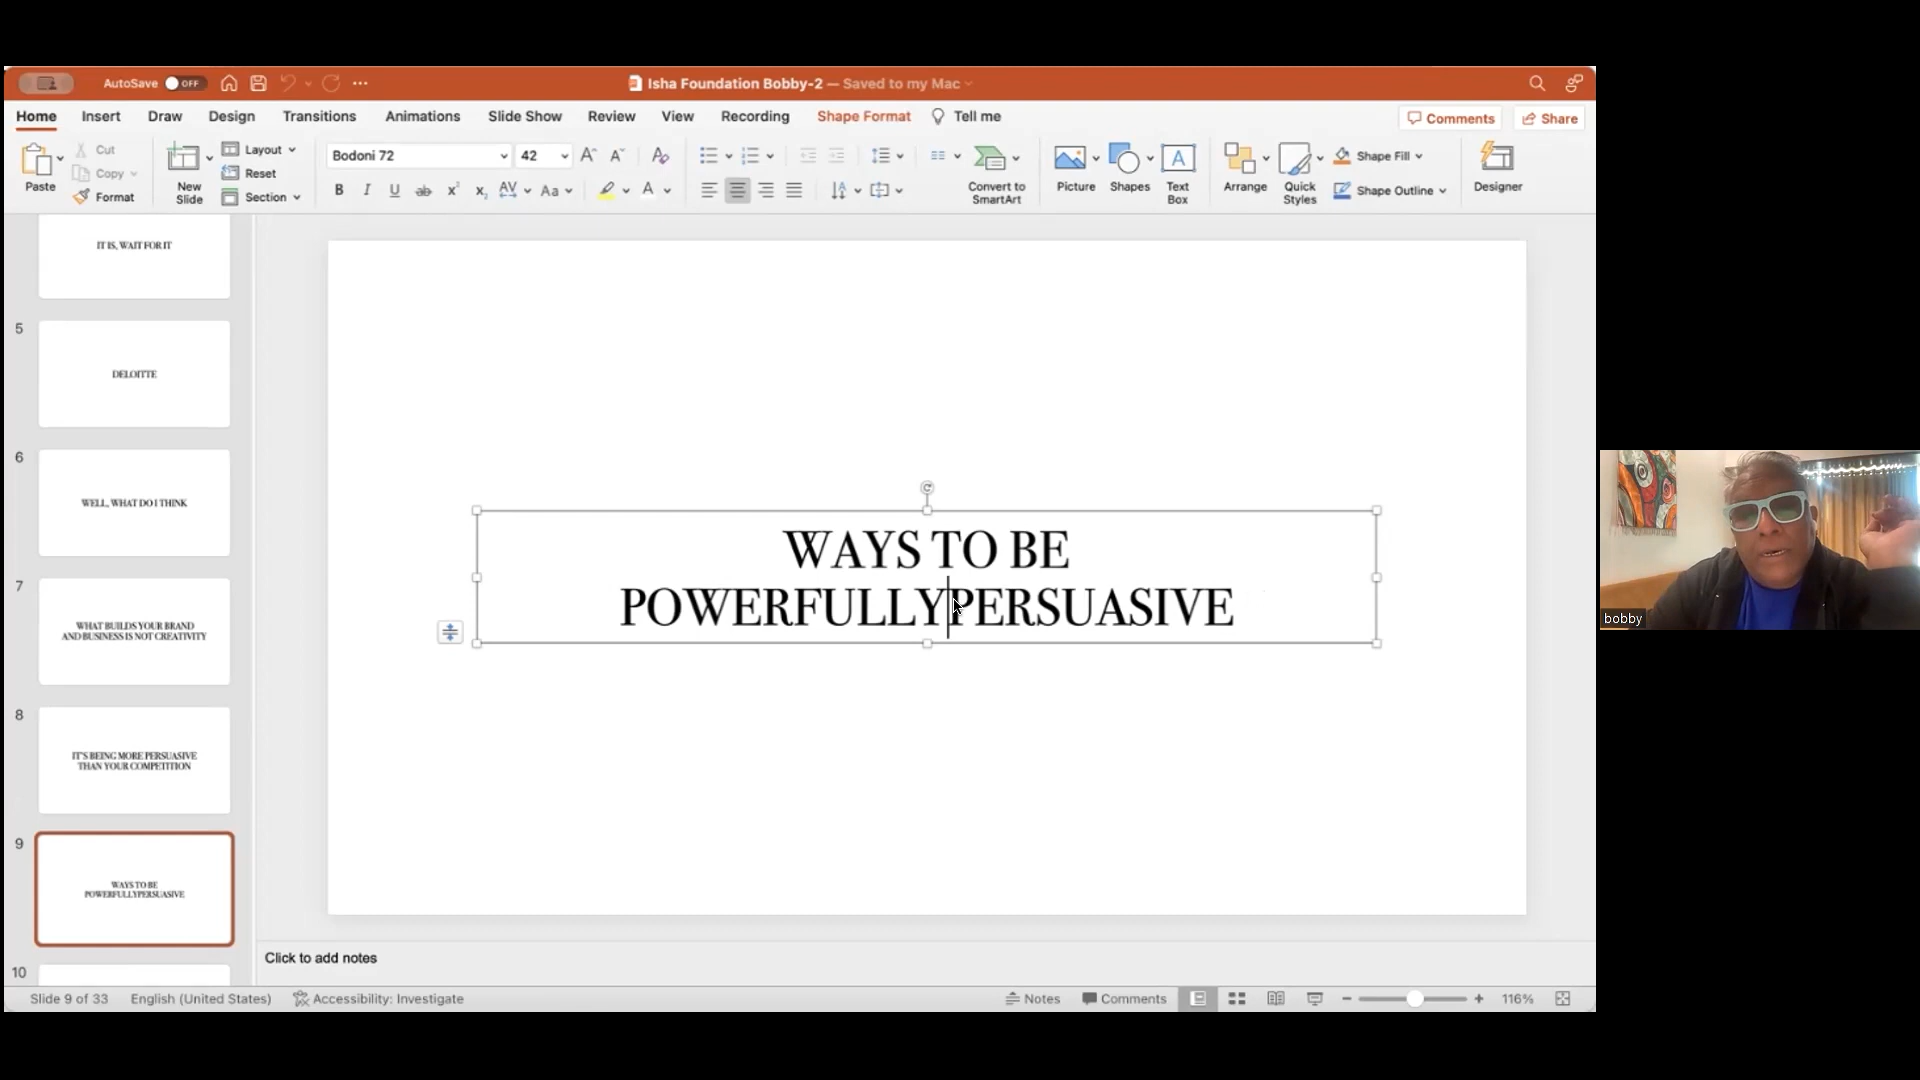 AutoSave OFF
Isha Foundation Bobby-2 — Saved to my Mac
Home Insert Draw Design Transitions Animations Slide Show Review View Recording Shape Format Tell me
Comments Share
Paste
Cut
Copy
Format
New
Slide
Layout
Reset
Section
Bodoni 72 42
Convert to
SmartArt
Picture
Shapes
Text
Box
Arrange
Quick
Styles
Shape Fill
Shape Outline
Designer
IT IS, WAIT FOR IT
5
DELOITTE
6
WELL, WHAT DO I THINK
7
WHAT BUILDS YOUR BRAND
AND BUSINESS IS NOT CREATIVITY
8
IT'S BEING MORE PERSUASIVE
THAN YOUR COMPETITION
9
WAYS TO BE
POWERFULLYPERSUASIVE
10
WAYS TO BE
POWERFULLYPERSUASIVE
Click to add notes
Slide 9 of 33 English (United States) Accessibility: Investigate
Notes Comments 116%
bobby